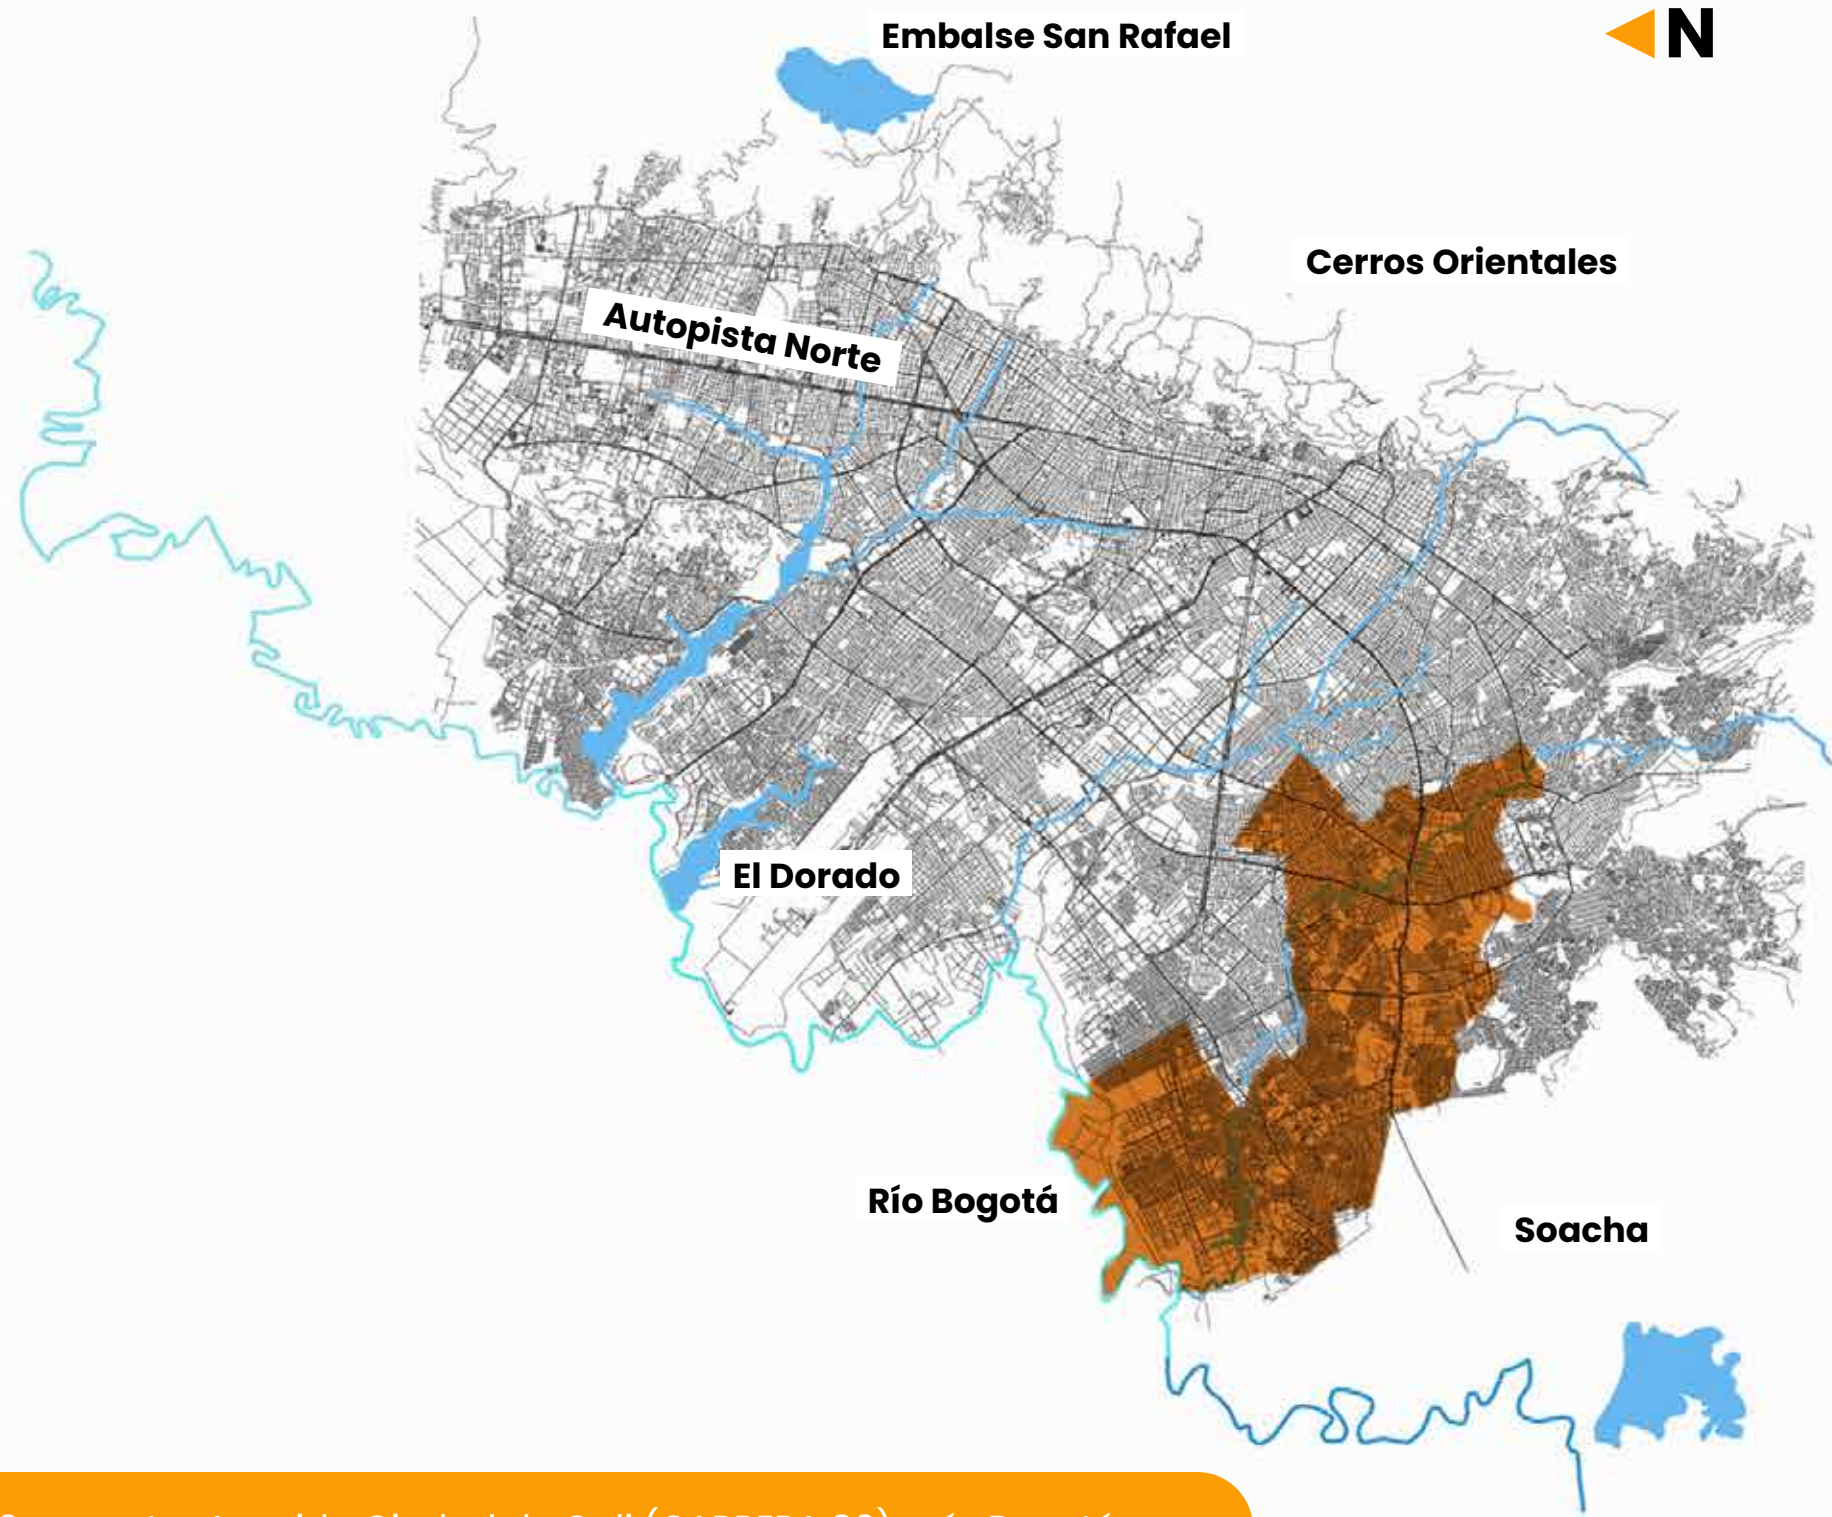 Embalse San Rafael
N
Cerros Orientales
Autopista Norte
El Dorado
Río Bogotá
Soacha